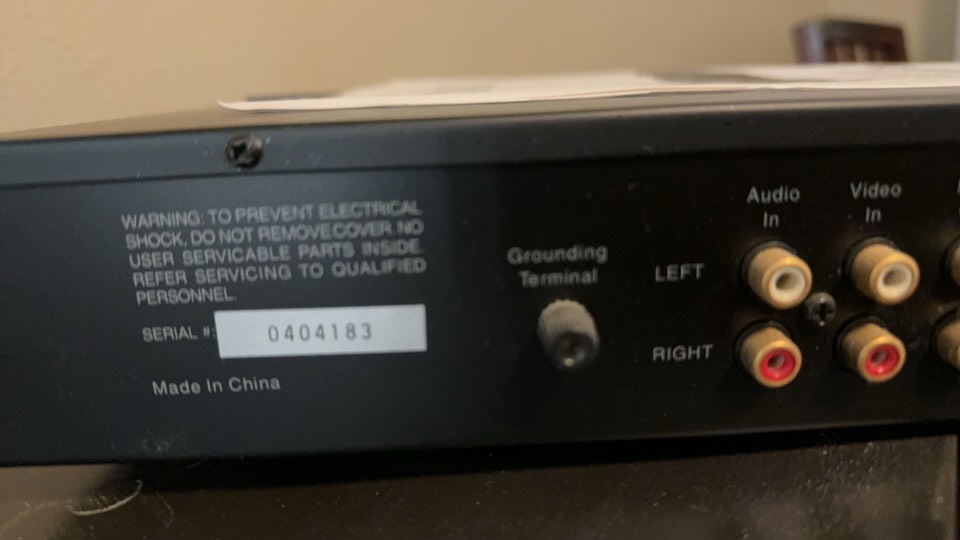 WARNING: TO PREVENT ELECTRICAL
SHOCK, DO NOT REMOVE COVER. NO
USER SERVICABLE PARTS INSIDE.
REFER SERVICING TO QUALIFIED
PERSONNEL.
SERIAL #:
0404183
Made In China
Grounding
Terminal
LEFT
RIGHT
Audio
In
Video
In